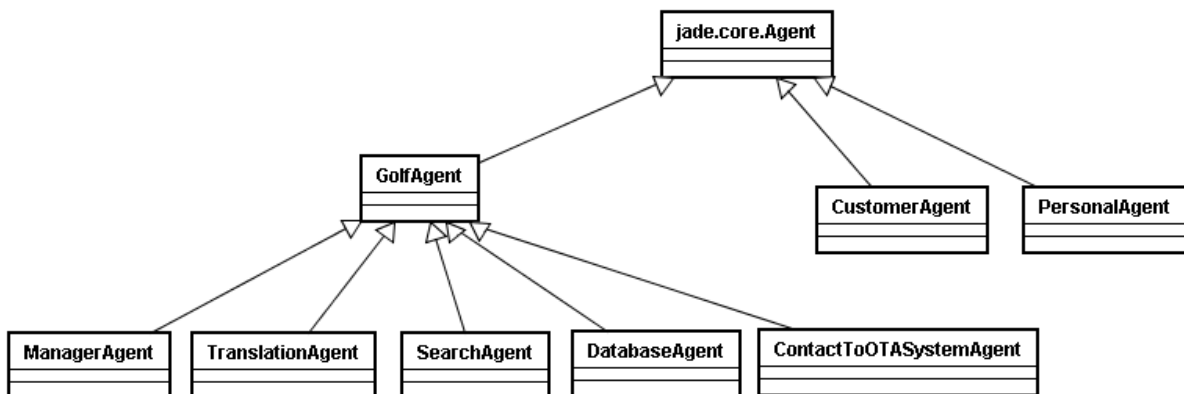 jade.core.Agent
GolfAgent
CustomerAgent
PersonalAgent
ManagerAgent
TranslationAgent
SearchAgent
DatabaseAgent
ContactToOTASystemAgent